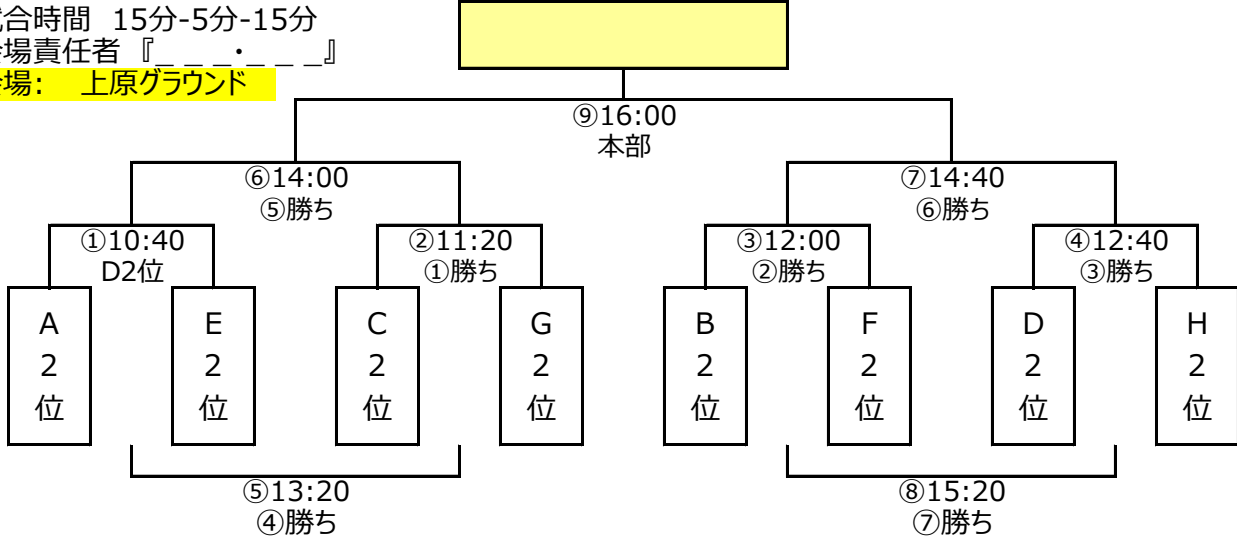 合時間 15分-5分-15分
場責任者『_ _ _・_ _ _』
場: 上原グラウンド
⑨16:00
本部
⑥14:00
⑤勝ち
⑦14:40
⑥勝ち
①10:40
D2位
②11:20
①勝ち
③12:00
②勝ち
④12:40
③勝ち
A
2
位
E
2
位
C
2
位
G
2
位
B
2
位
F
2
位
D
2
位
H
2
位
⑤13:20
④勝ち
⑧15:20
⑦勝ち